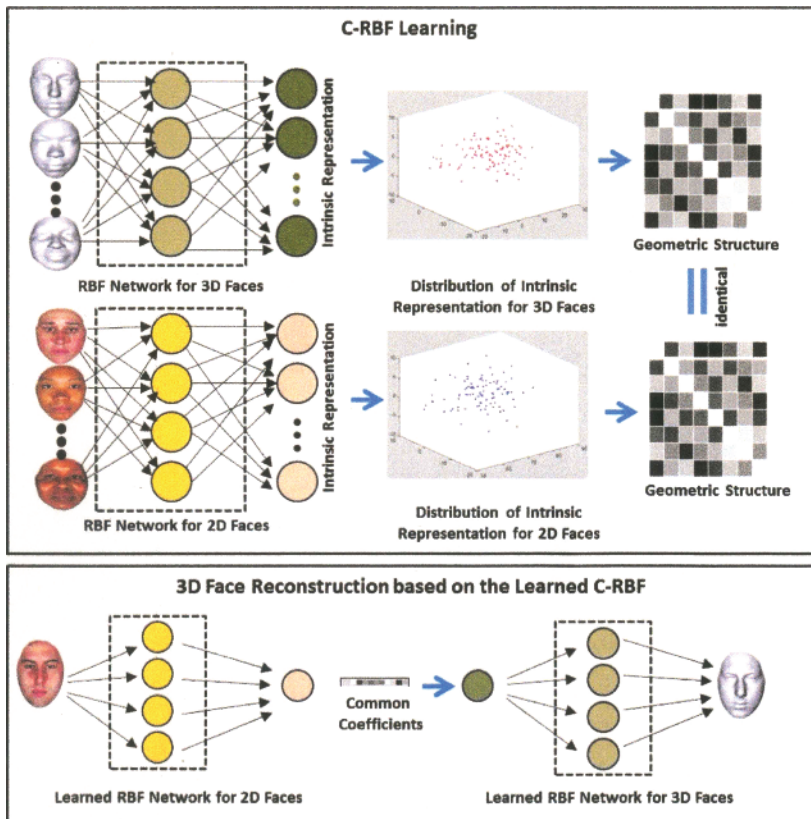 C-RBF Learning
Intrinsic Representation
RBF Network for 3D Faces
Distribution of Intrinsic
Representation for 3D Faces
Geometric Structure
identical
Intrinsic Representation
RBF Network for 2D Faces
Distribution of Intrinsic
Representation for 2D Faces
Geometric Structure
3D Face Reconstruction based on the Learned C-RBF
Common
Coefficients
Learned RBF Network for 2D Faces
Learned RBF Network for 3D Faces